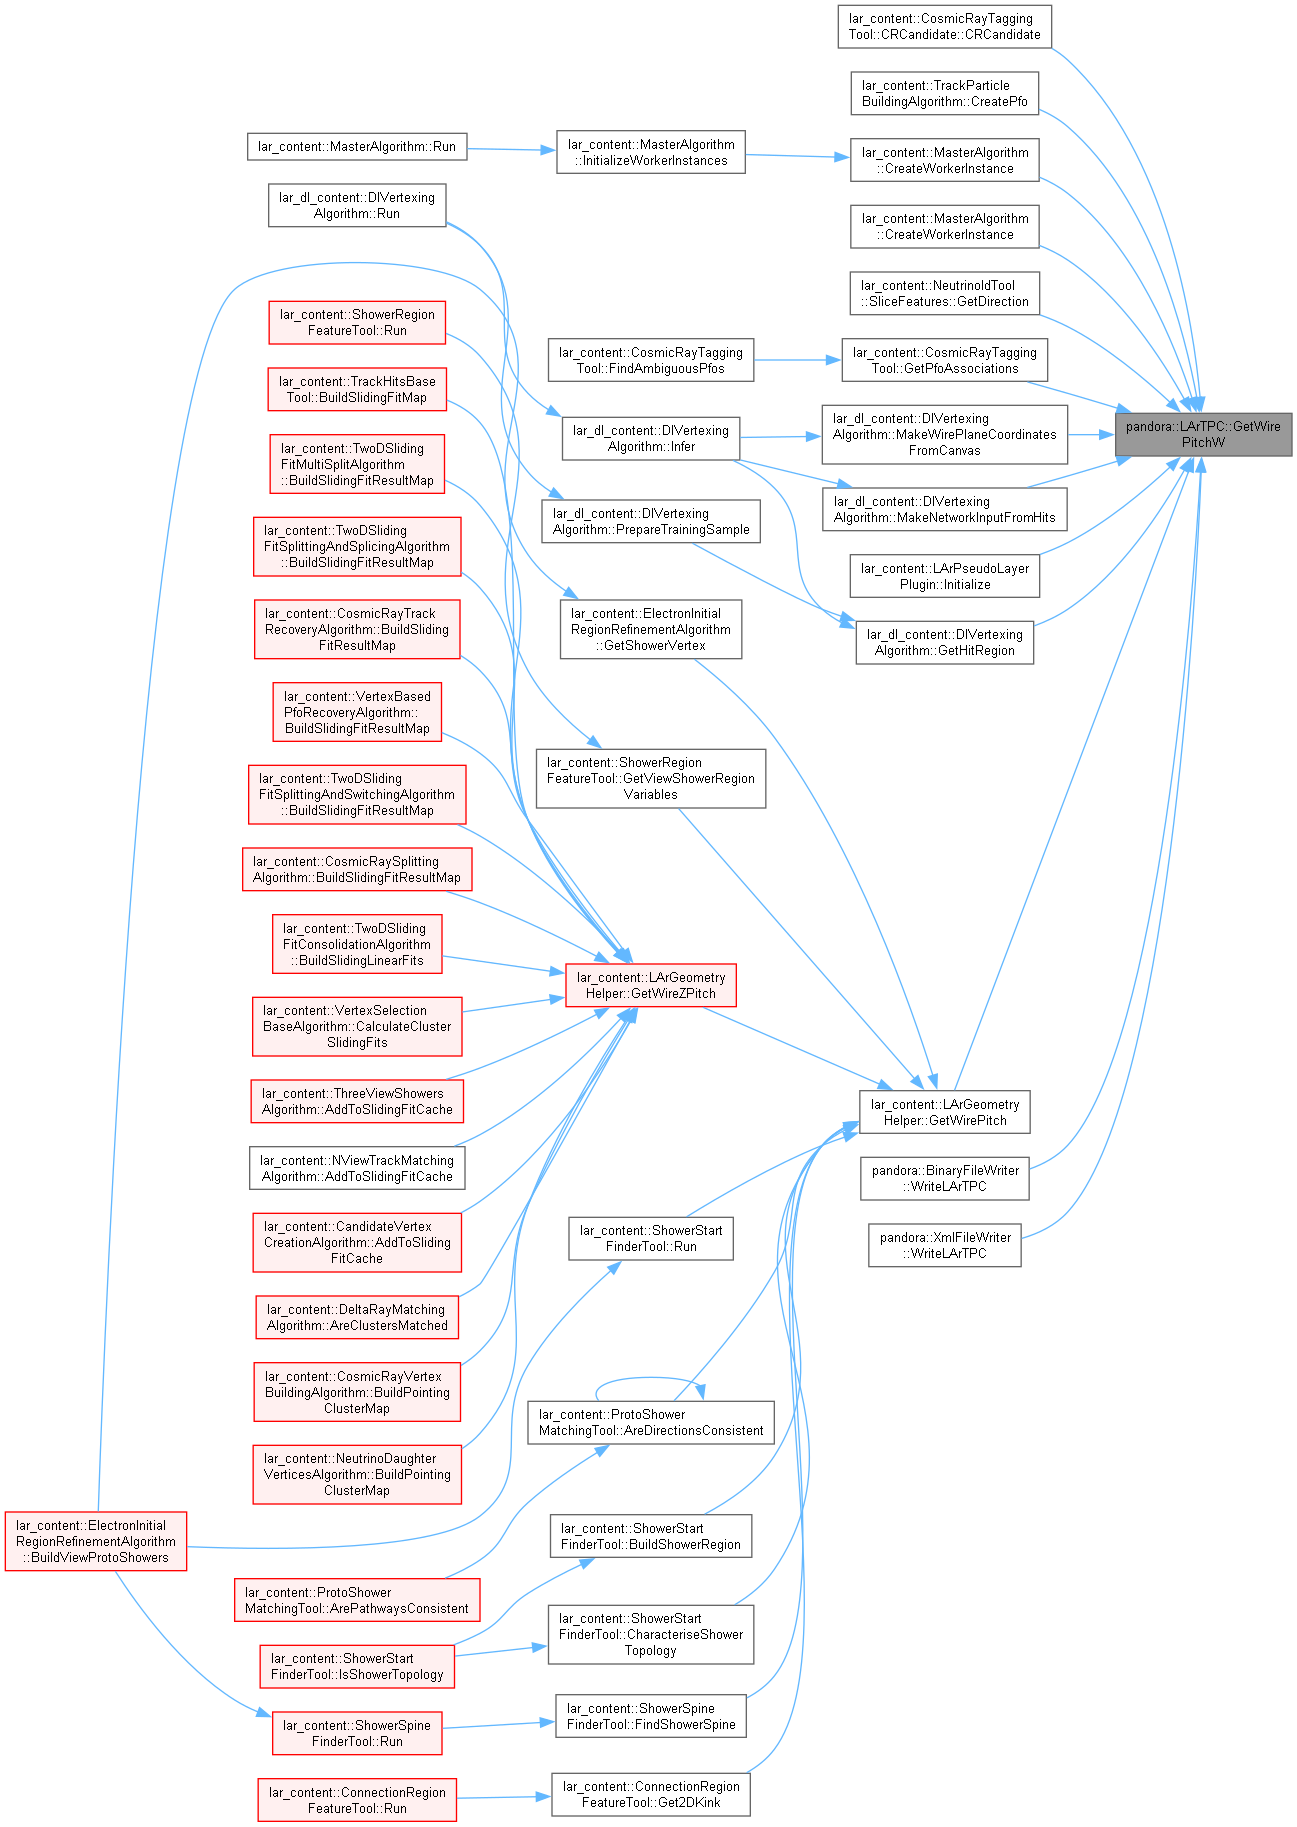 lar_content::CosmicRayTagging
Tool::CRCandidate::CRCandidate
lar_content::TrackParticle
BuildingAlgorithm::CreatePfo
lar_content::MasterAlgorithm::Run
lar_content::MasterAlgorithm
::InitializeWorkerInstances
lar_content::MasterAlgorithm
::CreateWorkerInstance
lar_dl_content::DlVertexing
Algorithm::Run
lar_content::MasterAlgorithm
::CreateWorkerInstance
lar_content::NeutrinoIdTool
::SliceFeatures::GetDirection
lar_content::ShowerRegion
FeatureTool::Run
lar_content::CosmicRayTagging
Tool::FindAmbiguousPfos
lar_content::CosmicRayTagging
Tool::GetPfoAssociations
lar_content::TrackHitsBase
Tool::BuildSlidingFitMap
lar_dl_content::DlVertexing
Algorithm::Infer
lar_dl_content::DlVertexing
Algorithm::MakeWirePlaneCoordinates
FromCanvas
pandora::LArTPC::GetWire
PitchW
lar_content::TwoDSliding
FitMultiSplitAlgorithm
::BuildSlidingFitResultMap
lar_dl_content::DlVertexing
Algorithm::PrepareTrainingSample
lar_dl_content::DlVertexing
Algorithm::MakeNetworkInputFromHits
lar_content::TwoDSliding
FitSplittingAndSplicingAlgorithm
::BuildSlidingFitResultMap
lar_content::LArPseudoLayer
Plugin::Initialize
lar_content::CosmicRayTrack
RecoveryAlgorithm::BuildSliding
FitResultMap
lar_content::ElectronInitial
RegionRefinementAlgorithm
::GetShowerVertex
lar_dl_content::DlVertexing
Algorithm::GetHitRegion
lar_content::VertexBased
PfoRecoveryAlgorithm::
BuildSlidingFitResultMap
lar_content::ShowerRegion
FeatureTool::GetViewShowerRegion
Variables
lar_content::TwoDSliding
FitSplittingAndSwitchingAlgorithm
::BuildSlidingFitResultMap
lar_content::CosmicRaySplitting
Algorithm::BuildSlidingFitResultMap
lar_content::TwoDSliding
FitConsolidationAlgorithm
::BuildSlidingLinearFits
lar_content::LArGeometry
Helper::GetWireZPitch
lar_content::VertexSelection
BaseAlgorithm::CalculateCluster
SlidingFits
lar_content::ThreeViewShowers
Algorithm::AddToSlidingFitCache
lar_content::LArGeometry
Helper::GetWirePitch
lar_content::NViewTrackMatching
Algorithm::AddToSlidingFitCache
pandora::BinaryFileWriter
::WriteLArTPC
lar_content::CandidateVertex
CreationAlgorithm::AddToSliding
FitCache
lar_content::ShowerStart
FinderTool::Run
pandora::XmlFileWriter
::WriteLArTPC
lar_content::DeltaRayMatching
Algorithm::AreClustersMatched
lar_content::CosmicRayVertex
BuildingAlgorithm::BuildPointing
ClusterMap
lar_content::ProtoShower
MatchingTool::AreDirectionsConsistent
lar_content::NeutrinoDaughter
VerticesAlgorithm::BuildPointing
ClusterMap
lar_content::ElectronInitial
RegionRefinementAlgorithm
::BuildViewProtoShowers
lar_content::ShowerStart
FinderTool::BuildShowerRegion
lar_content::ProtoShower
MatchingTool::ArePathwaysConsistent
lar_content::ShowerStart
FinderTool::CharacteriseShower
Topology
lar_content::ShowerStart
FinderTool::IsShowerTopology
lar_content::ShowerSpine
FinderTool::FindShowerSpine
lar_content::ShowerSpine
FinderTool::Run
lar_content::ConnectionRegion
FeatureTool::Get2DKink
lar_content::ConnectionRegion
FeatureTool::Run